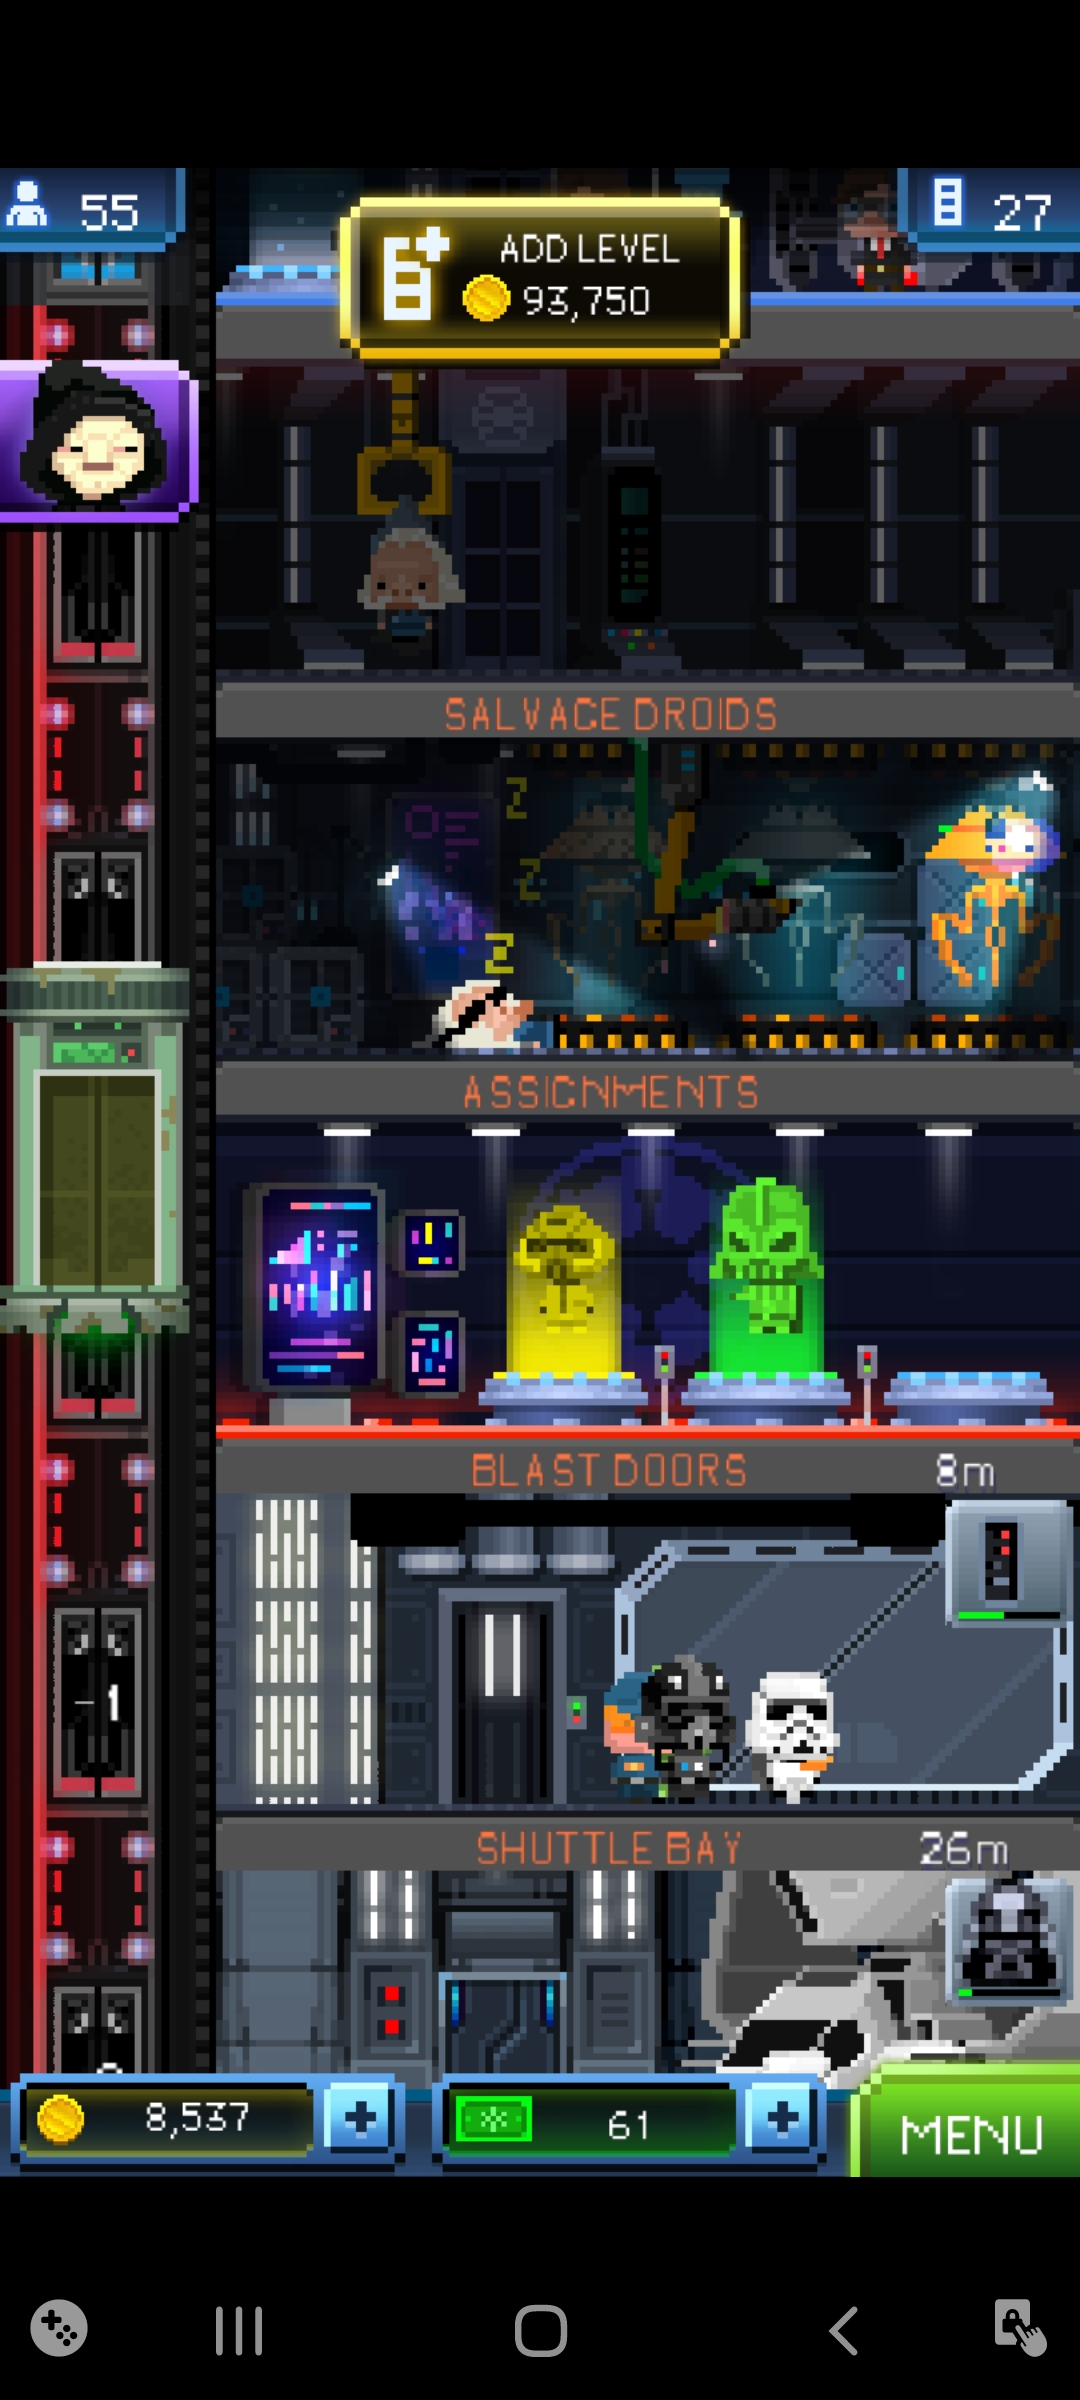 55
27
ADD LEVEL
93,750
SALVAGE DROIDS
Z
Z
Z
ASSIGNMENTS
BLAST DOORS 8m
-1
SHUTTLE BAY 26m
8,537
61
MENU